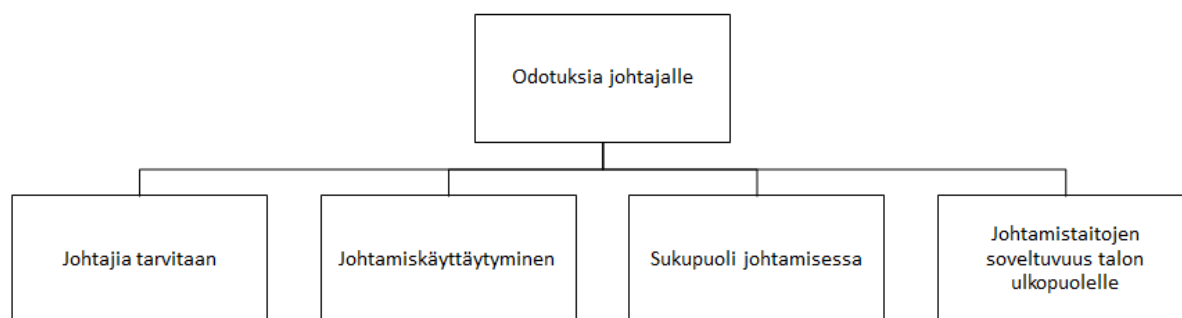 Odotuksia johtajalle
Johtajia tarvitaan
Johtamiskäyttäytyminen
Sukupuoli johtamisessa
Johtamistaitojen
soveltuvuus talon
ulkopuolelle